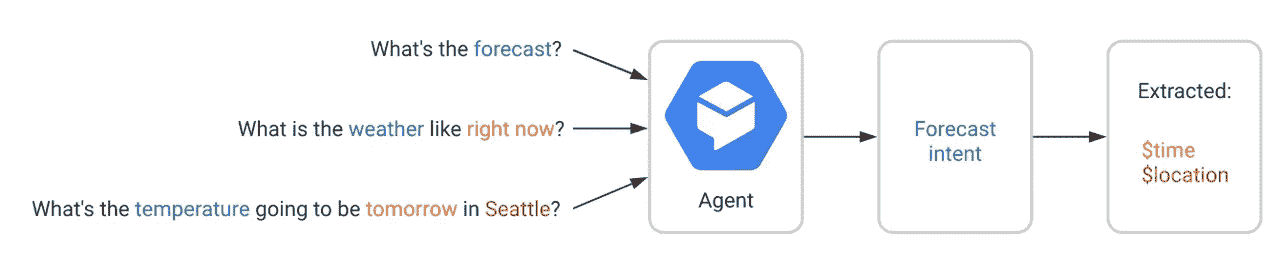 What's the forecast?
What is the weather like right now?
What's the temperature going to be tomorrow in Seattle?
Agent
Forecast
intent
Extracted:
$time
$location